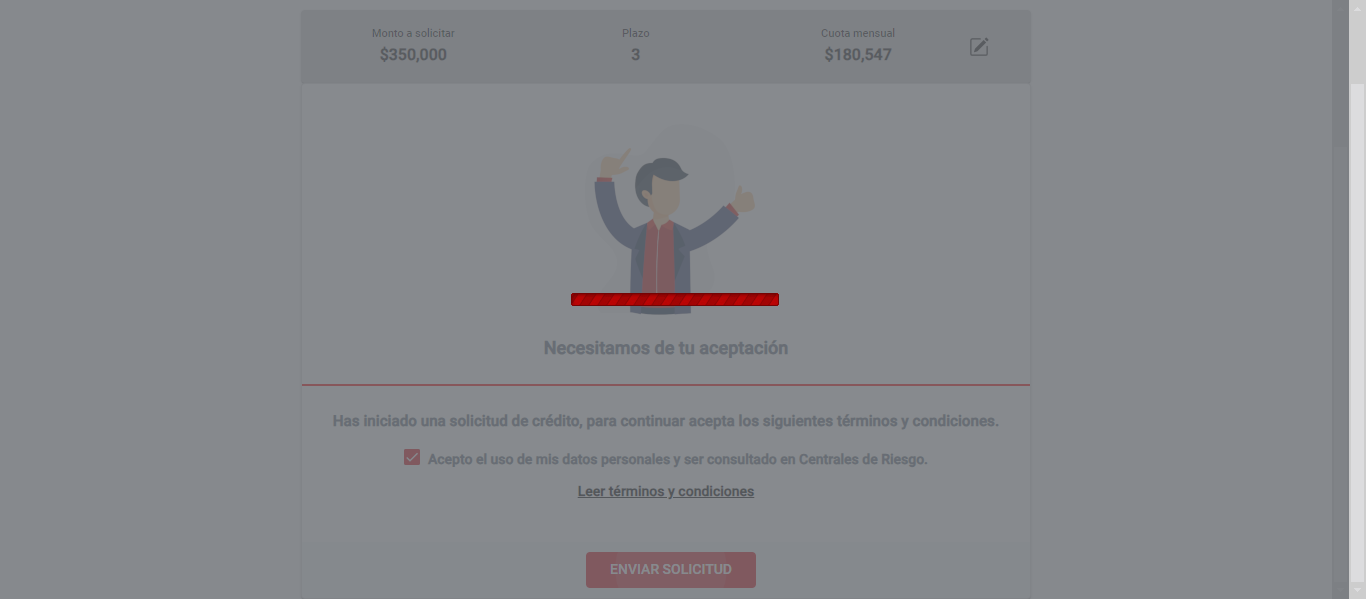 Monto a solicitar Plazo Cuota mensual
$350,000 3 $180,547
Necesitamos de tu aceptación
Has iniciado una solicitud de crédito, para continuar acepta los siguientes términos y condiciones.
Acepto el uso de mis datos personales y ser consultado en Centrales de Riesgo.
Leer términos y condiciones
ENVIAR SOLICITUD